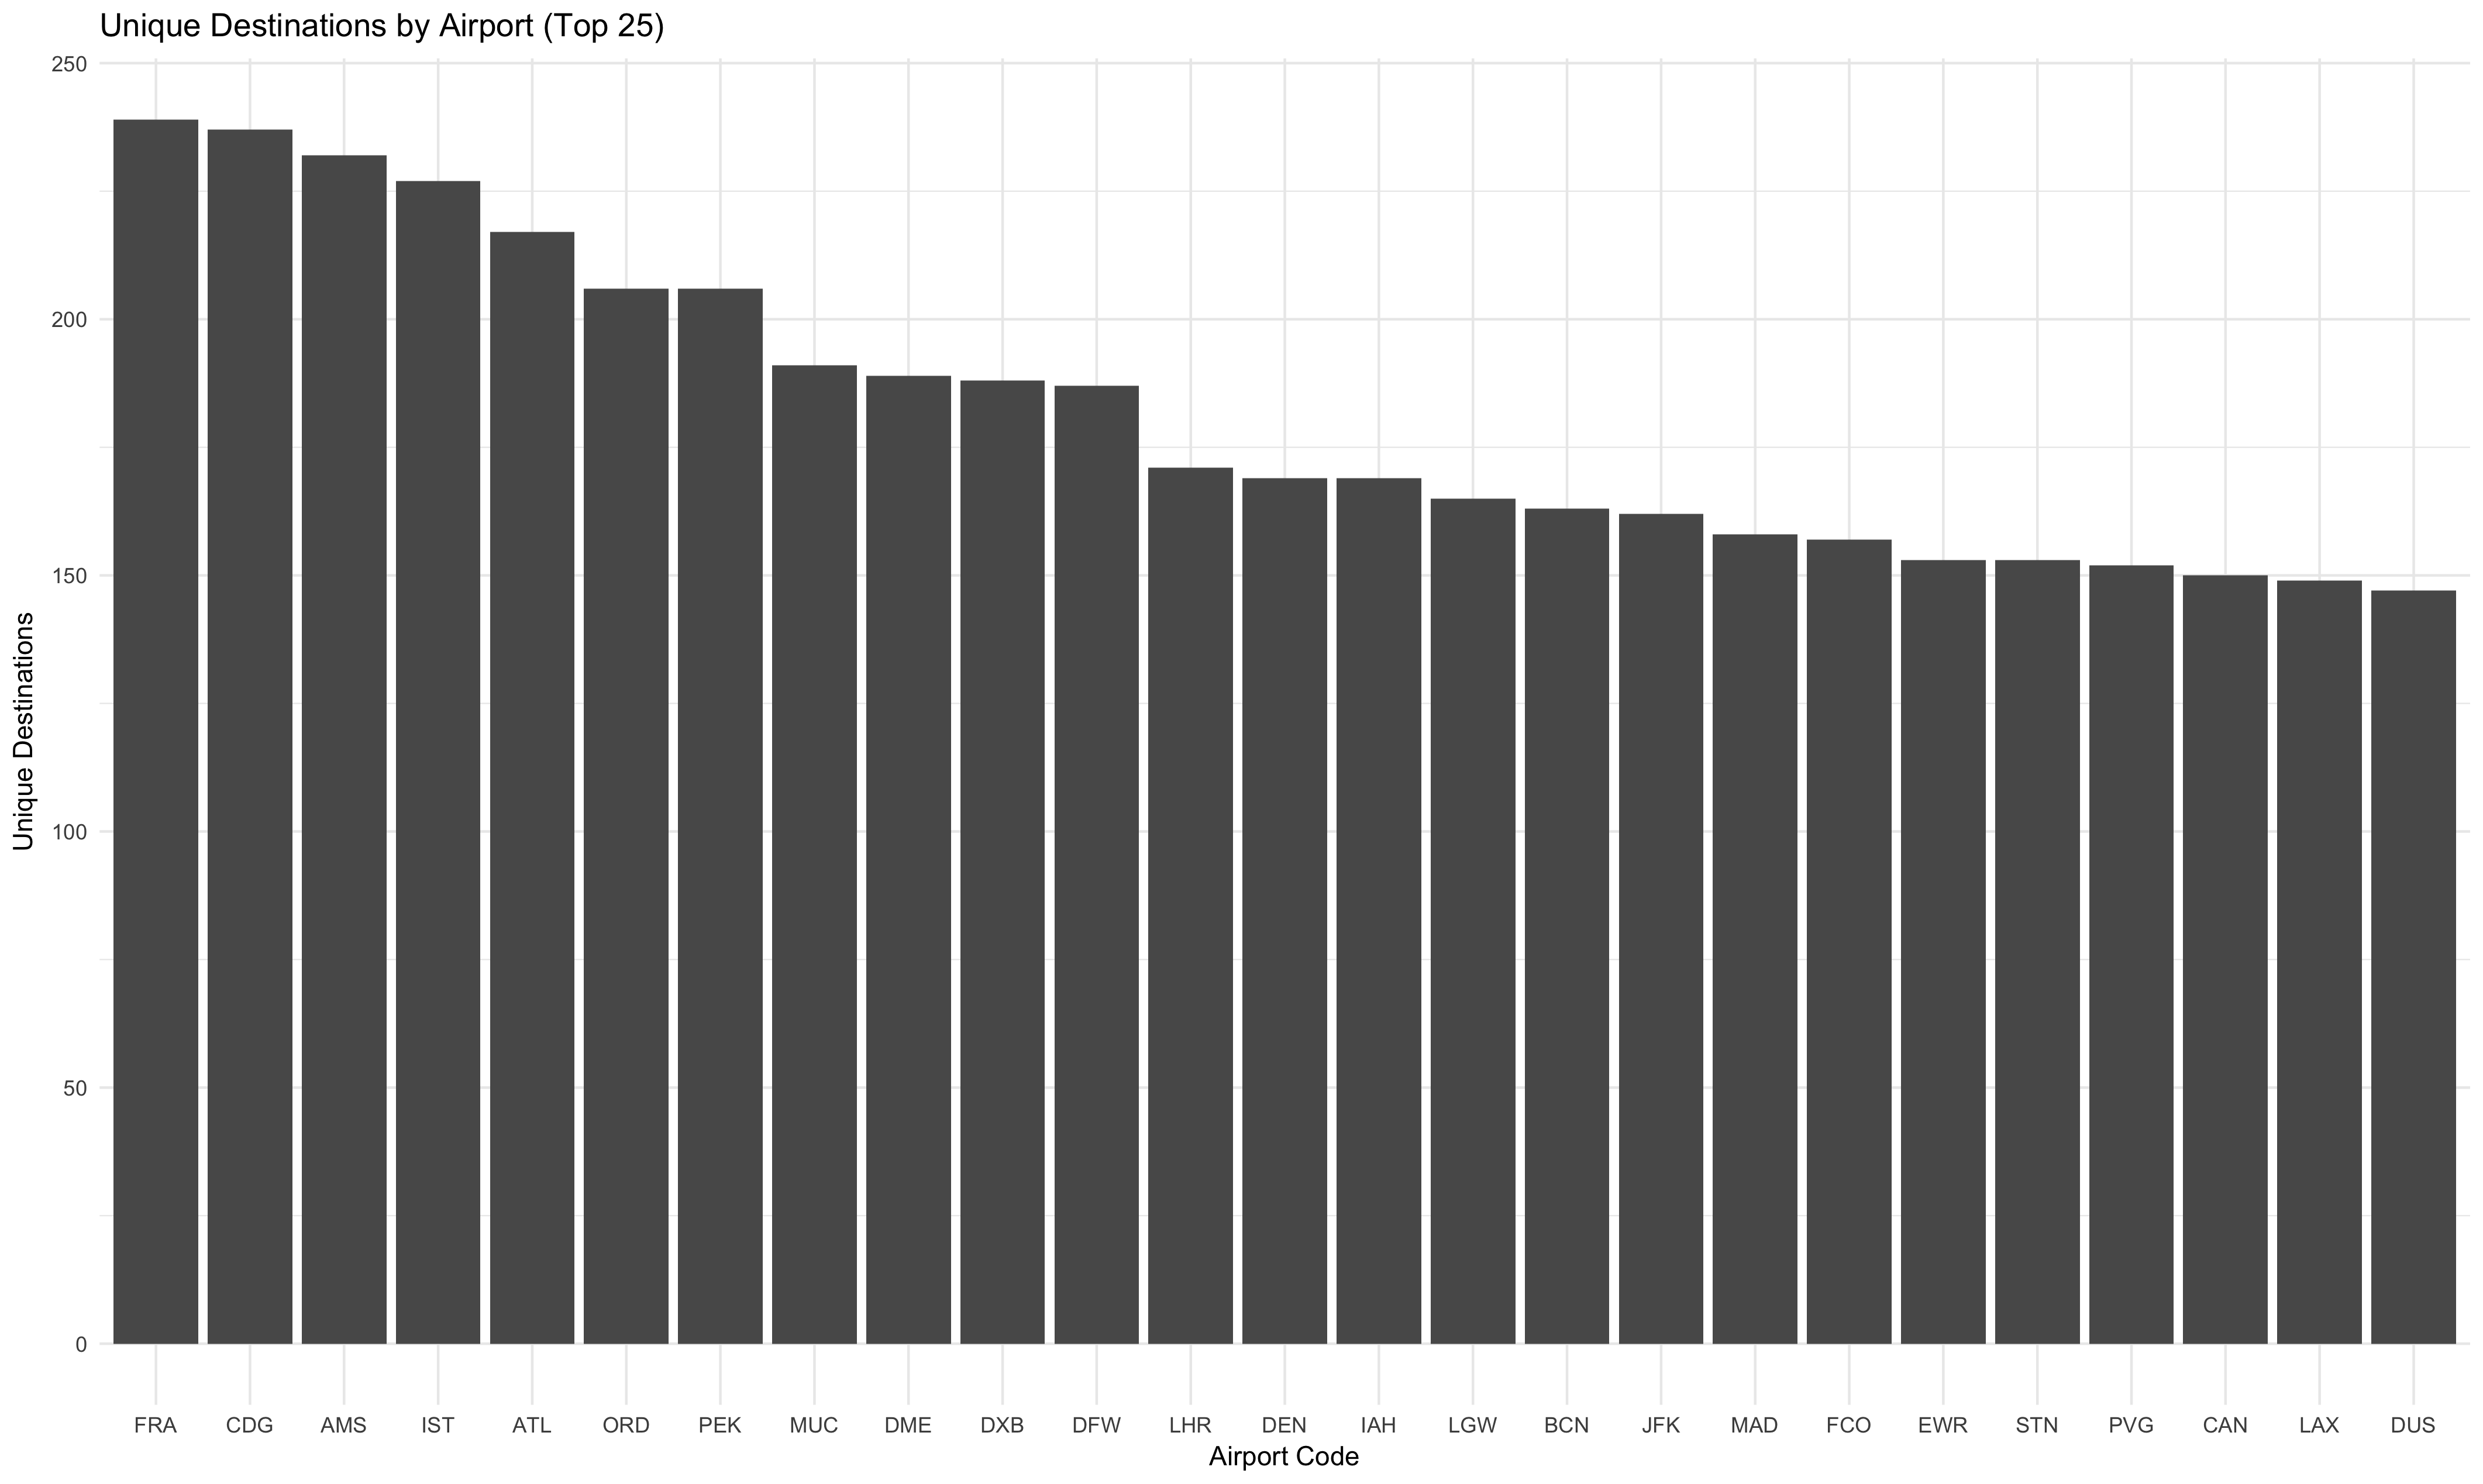 Unique Destinations by Airport (Top 25)
250
200
150
100
50
0
Unique Destinations
FRA CDG AMS IST ATL ORD PEK MUC DME DXB DFW LHR DEN IAH LGW BCN JFK MAD FCO EWR STN PVG CAN LAX DUS
Airport Code